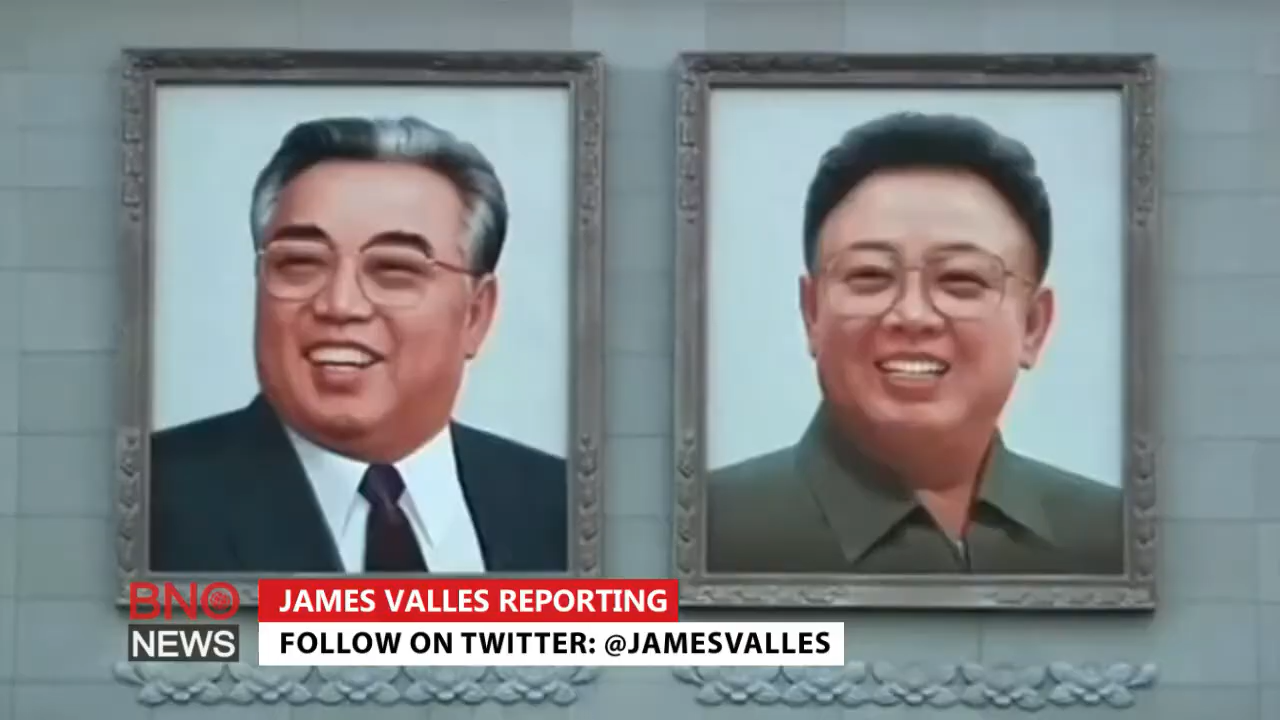 BNO
NEWS
JAMES VALLES REPORTING
FOLLOW ON TWITTER: @JAMESVALLES